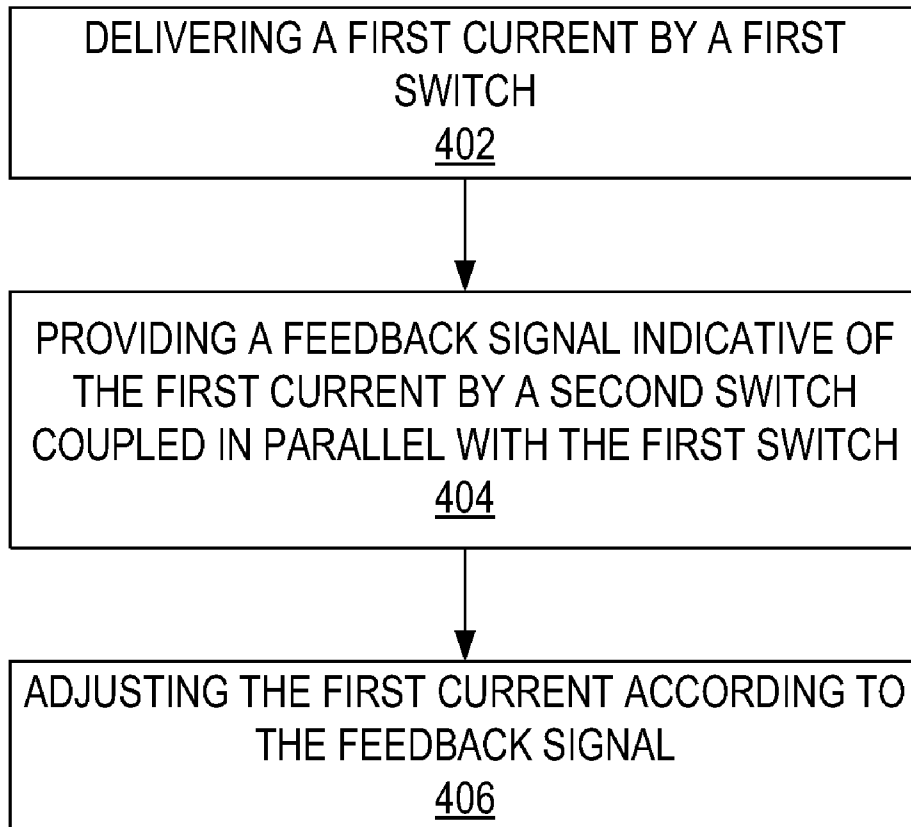 DELIVERING A FIRST CURRENT BY A FIRST
SWITCH
402
PROVIDING A FEEDBACK SIGNAL INDICATIVE OF
THE FIRST CURRENT BY A SECOND SWITCH
COUPLED IN PARALLEL WITH THE FIRST SWITCH
404
ADJUSTING THE FIRST CURRENT ACCORDING TO
THE FEEDBACK SIGNAL
406